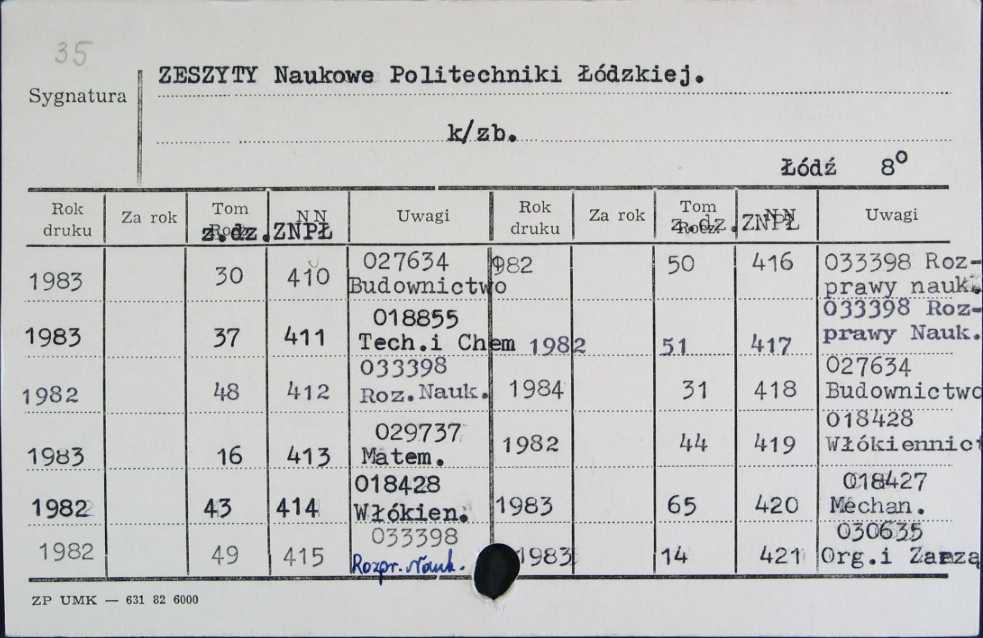 35
Sygnatura
ZESZYTY Naukowe Politechniki Łódzkiej.
k/zb.
Łódź 8°
Rok druku Za rok Tom Rocz. z.dz. NN ZNPŁ Uwagi Rok druku Za rok Tom Rocz. z.dz. NN ZNPŁ Uwagi
1983 30 410 027634 Budownictwo 1982 50 416 033398 Roz-
prawy nauk.
1983 37 411 018855 Tech.i Chem 1982 51 417 033398 Roz-
prawy Nauk.
1982 48 412 033398 Roz.Nauk. 1984 31 418 027634 Budownictwo
1983 16 413 029737 Matem. 1982 44 419 018428 Włókiennict
1982 43 414 018428 Włókien. 1983 65 420 018427 Mechan.
1982 49 415 033398 Rozpr. Nauk. 1983 14 421 030635 Org.i Zarzą
ZP UMK — 631 82 6000